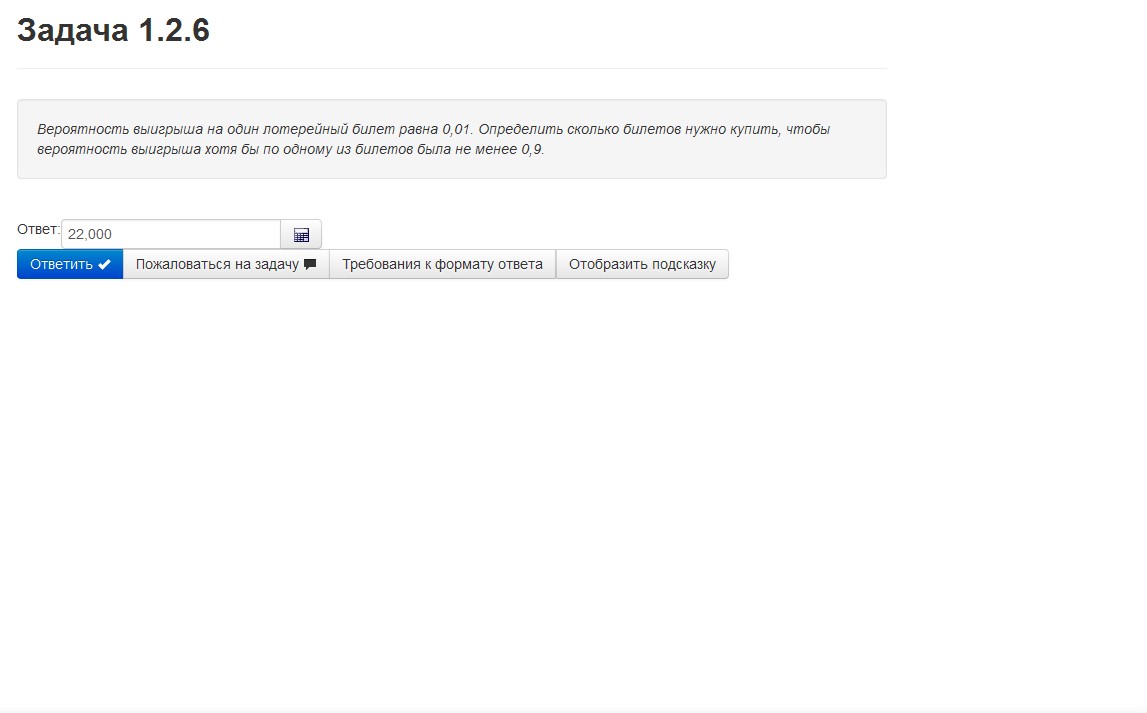 Задача 1.2.6
Вероятность выигрыша на один лотерейный билет равна 0,01. Определить сколько билетов нужно купить, чтобы
вероятность выигрыша хотя бы по одному из билетов была не менее 0,9.
Ответ: 22,000
Ответить Пожаловаться на задачу Требования к формату ответа Отобразить подсказку